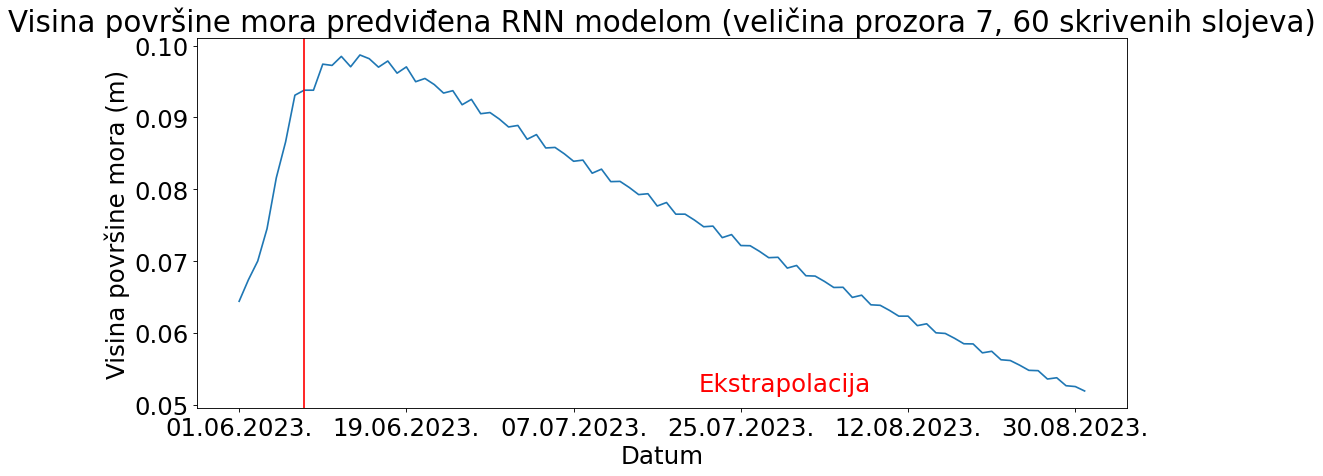 Visina površine mora predviđena RNN modelom (veličina prozora 7, 60 skrivenih slojeva)
Visina površine mora (m)
0.10
0.09
0.08
0.07
0.06
0.05
Ekstrapolacija
01.06.2023. 19.06.2023. 07.07.2023. 25.07.2023. 12.08.2023. 30.08.2023.
Datum